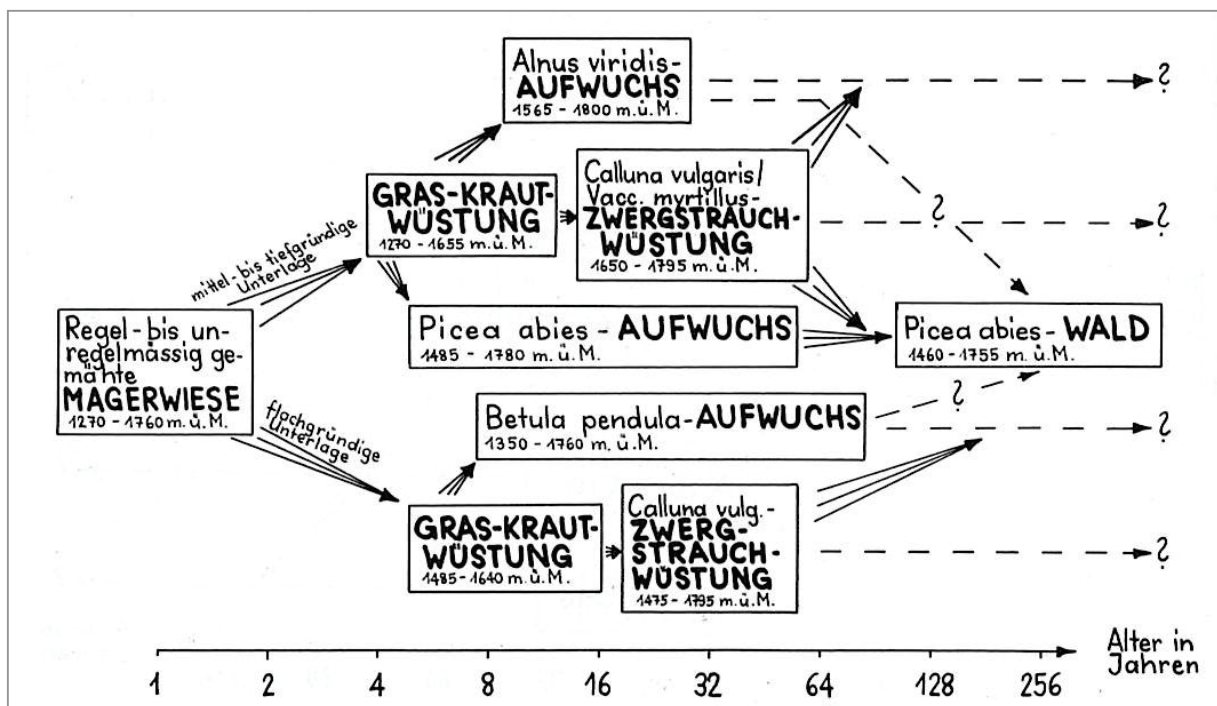 Alnus viridis-
AUFWUCHS
1565 - 1800 m.ü.M.
?
GRAS-KRAUT-
WÜSTUNG
1270 - 1655 m.ü.M.
Calluna vulgaris/
Vacc. myrtillus-
ZWERGSTRAUCH-
WÜSTUNG
1650 - 1795 m.ü.M.
?
?
mittel- bis tiefgründige
Unterlage
Regel- bis un-
regelmässig ge-
mähte
MAGERWIESE
1270 - 1760 m.ü.M.
Picea abies - AUFWUCHS
1485 - 1780 m.ü.M.
Picea abies - WALD
1460 - 1755 m.ü.M.
flachgründige
Unterlage
Betula pendula-AUFWUCHS
1350 - 1760 m.ü.M.
?
?
GRAS-KRAUT-
WÜSTUNG
1485 - 1640 m.ü.M.
Calluna vulg.-
ZWERG-
STRAUCH-
WÜSTUNG
1475 - 1795 m.ü.M.
?
Alter in
Jahren
1 2 4 8 16 32 64 128 256